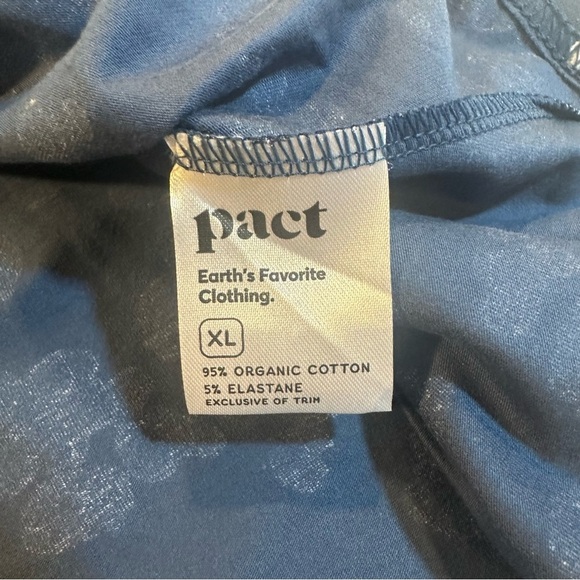 pact
Earth's Favorite
Clothing.
XL
95% ORGANIC COTTON
5% ELASTANE
EXCLUSIVE OF TRIM